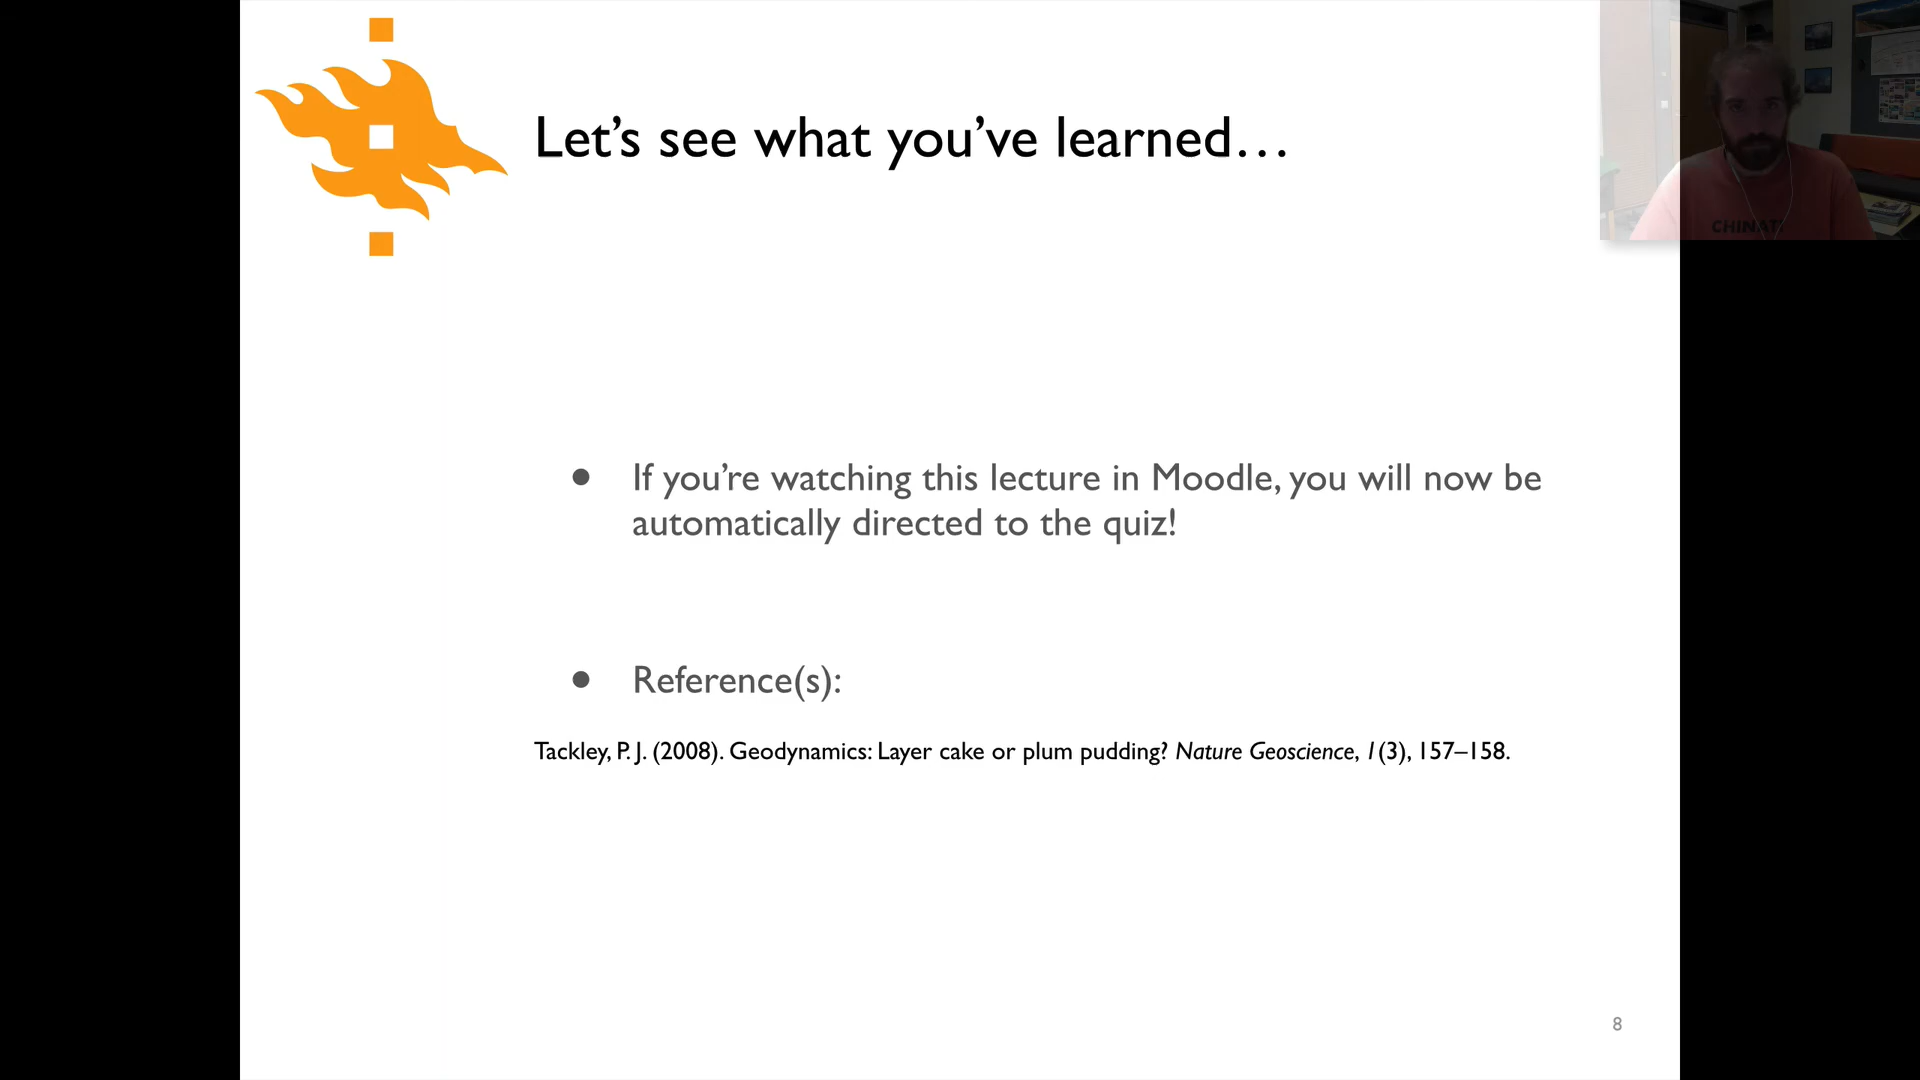 Let’s see what you’ve learned…
● If you’re watching this lecture in Moodle, you will now be
automatically directed to the quiz!
● Reference(s):
Tackley, P. J. (2008). Geodynamics: Layer cake or plum pudding? Nature Geoscience, 1(3), 157–158.
8
CHINATI